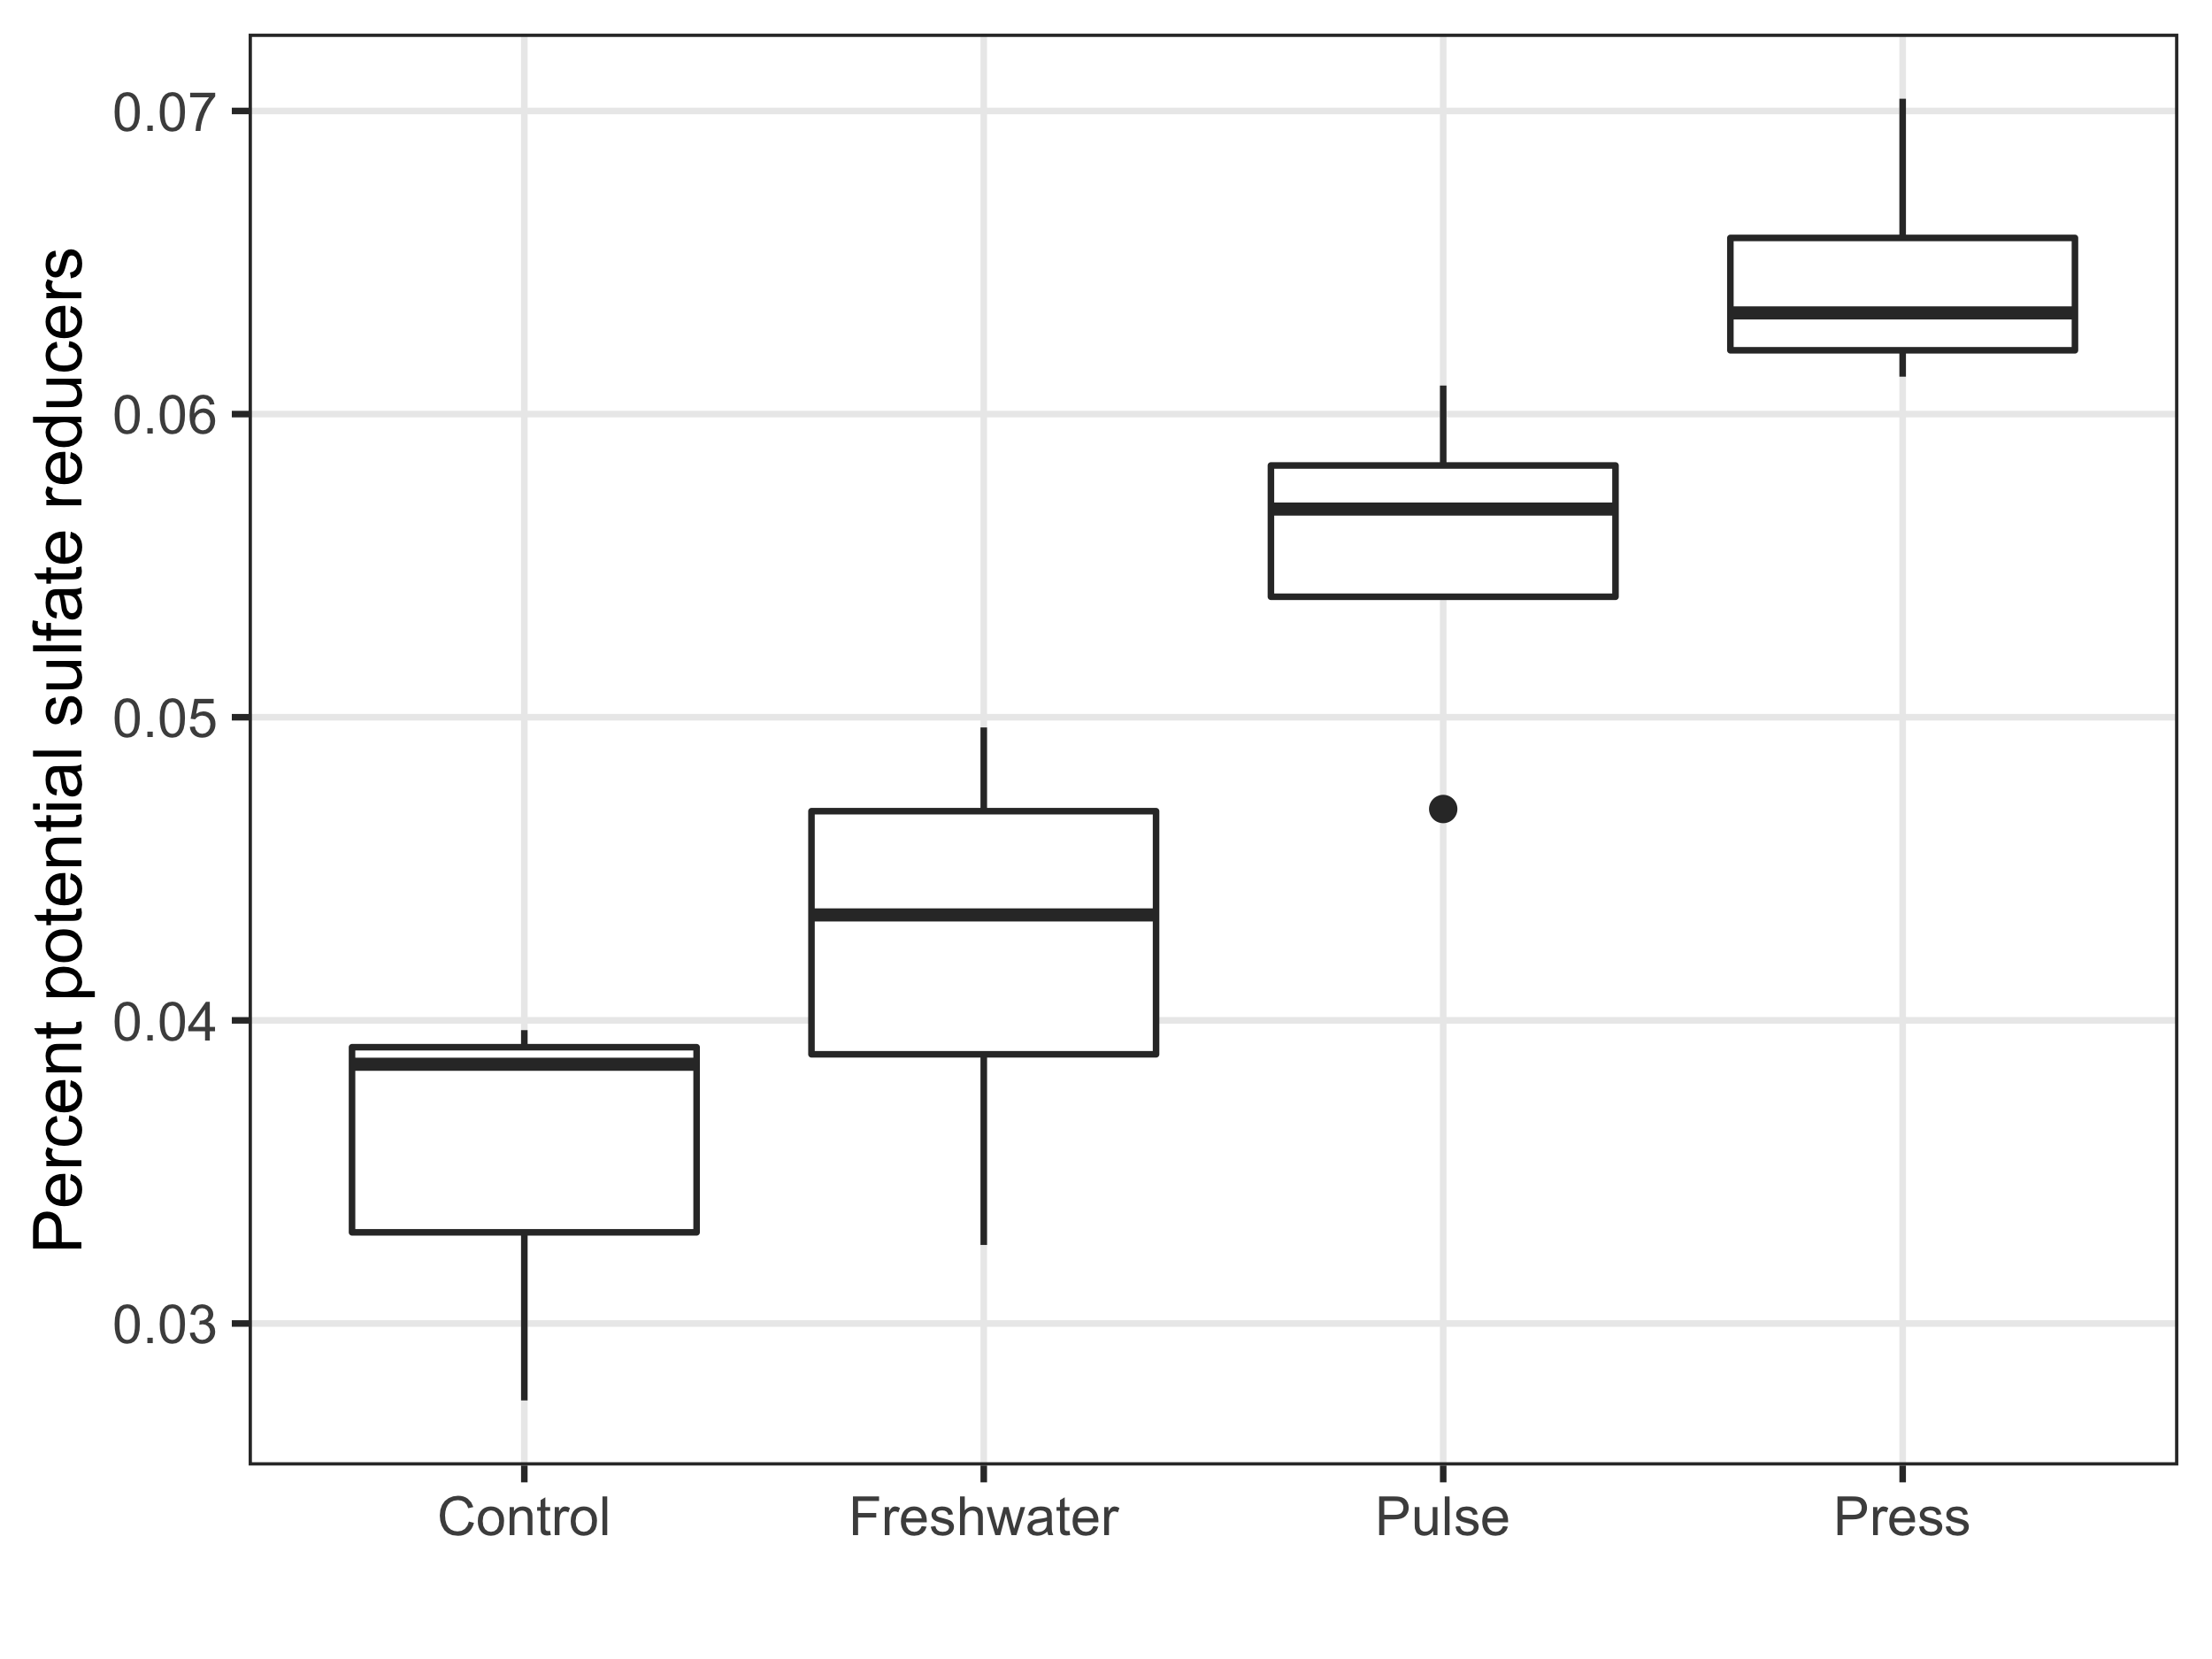 Percent potential sulfate reducers
0.07
0.06
0.05
0.04
0.03
Control Freshwater Pulse Press